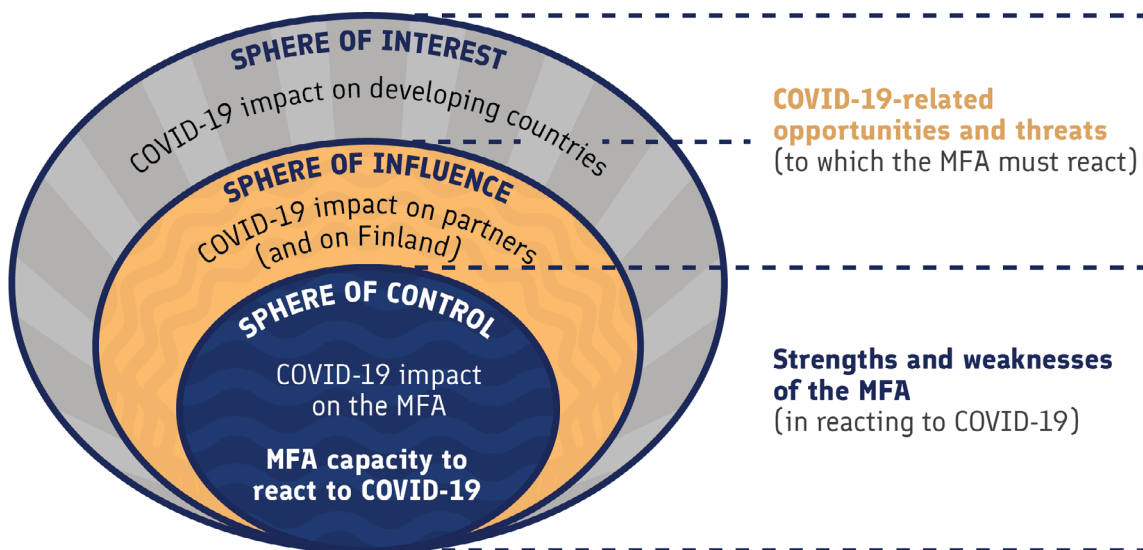 SPHERE OF INTEREST
COVID-19 impact on developing countries
SPHERE OF INFLUENCE
COVID-19 impact on partners
(and on Finland)
SPHERE OF CONTROL
COVID-19 impact
on the MFA
MFA capacity to
react to COVID-19
COVID-19-related
opportunities and threats
(to which the MFA must react)
Strengths and weaknesses
of the MFA
(in reacting to COVID-19)